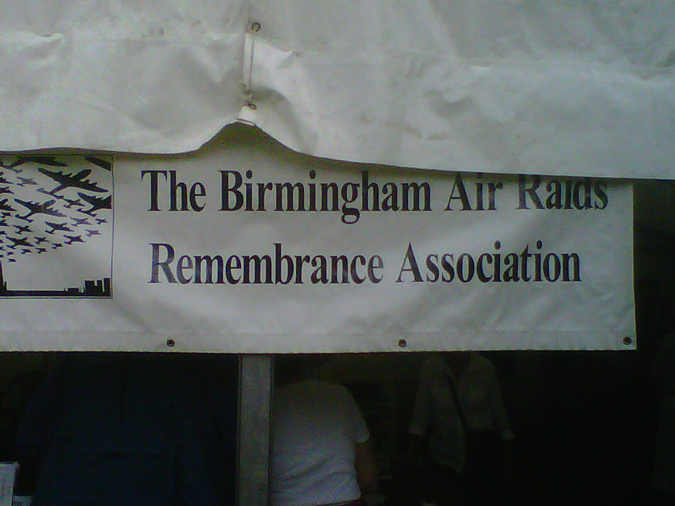 The Birmingham Air Raids
Remembrance Association